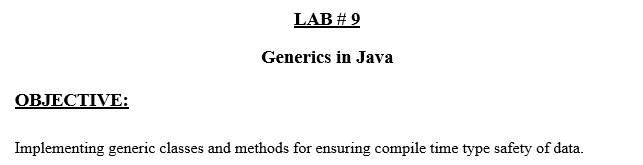 LAB # 9
Generics in Java
OBJECTIVE:
Implementing generic classes and methods for ensuring compile time type safety of data.